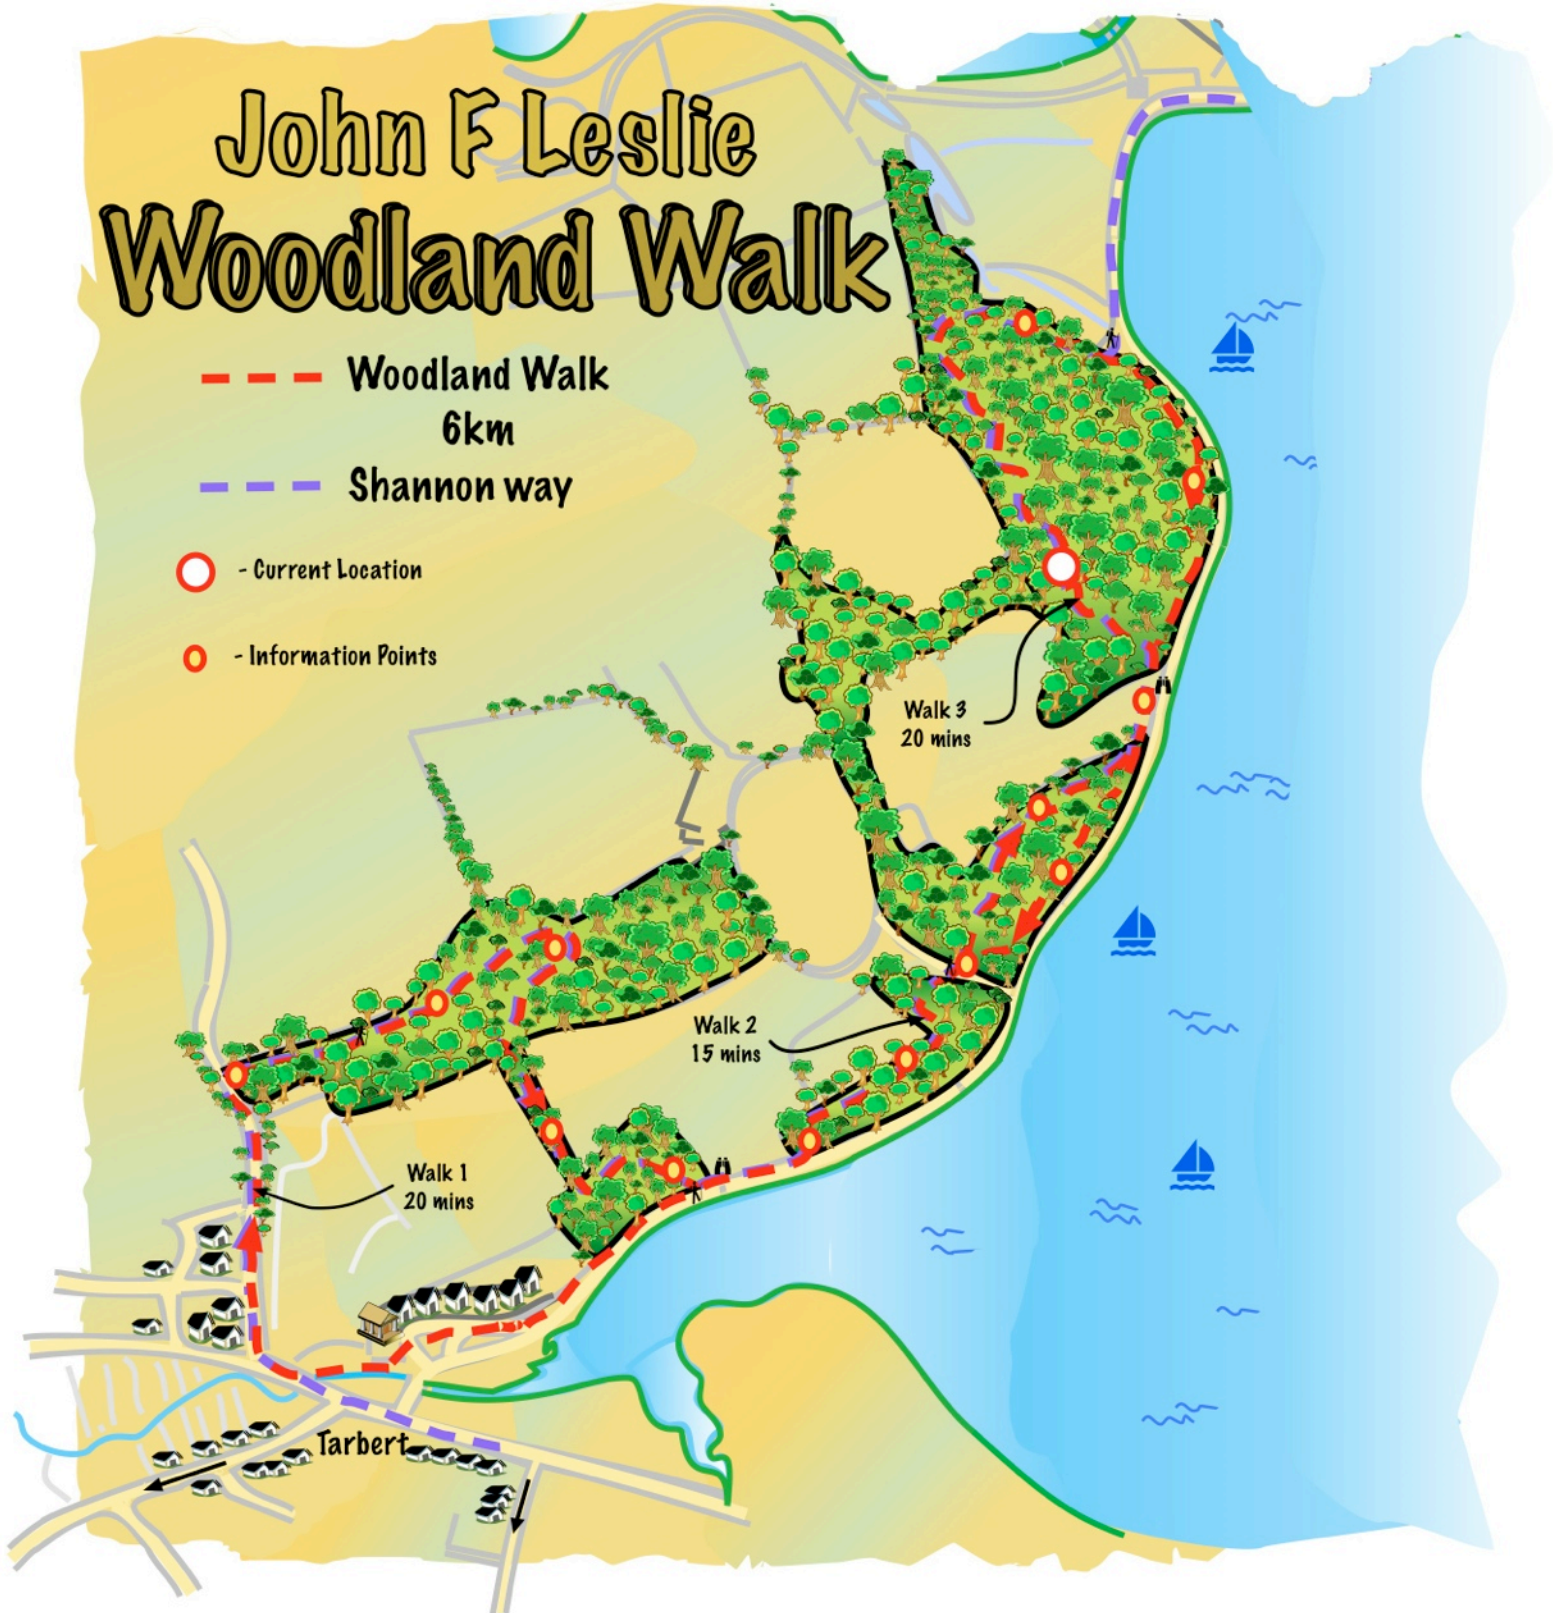 John F Leslie
Woodland Walk
Woodland Walk
6km
Shannon way
- Current Location
- Information Points
Walk 3
20 mins
Walk 2
15 mins
Walk 1
20 mins
Tarbert